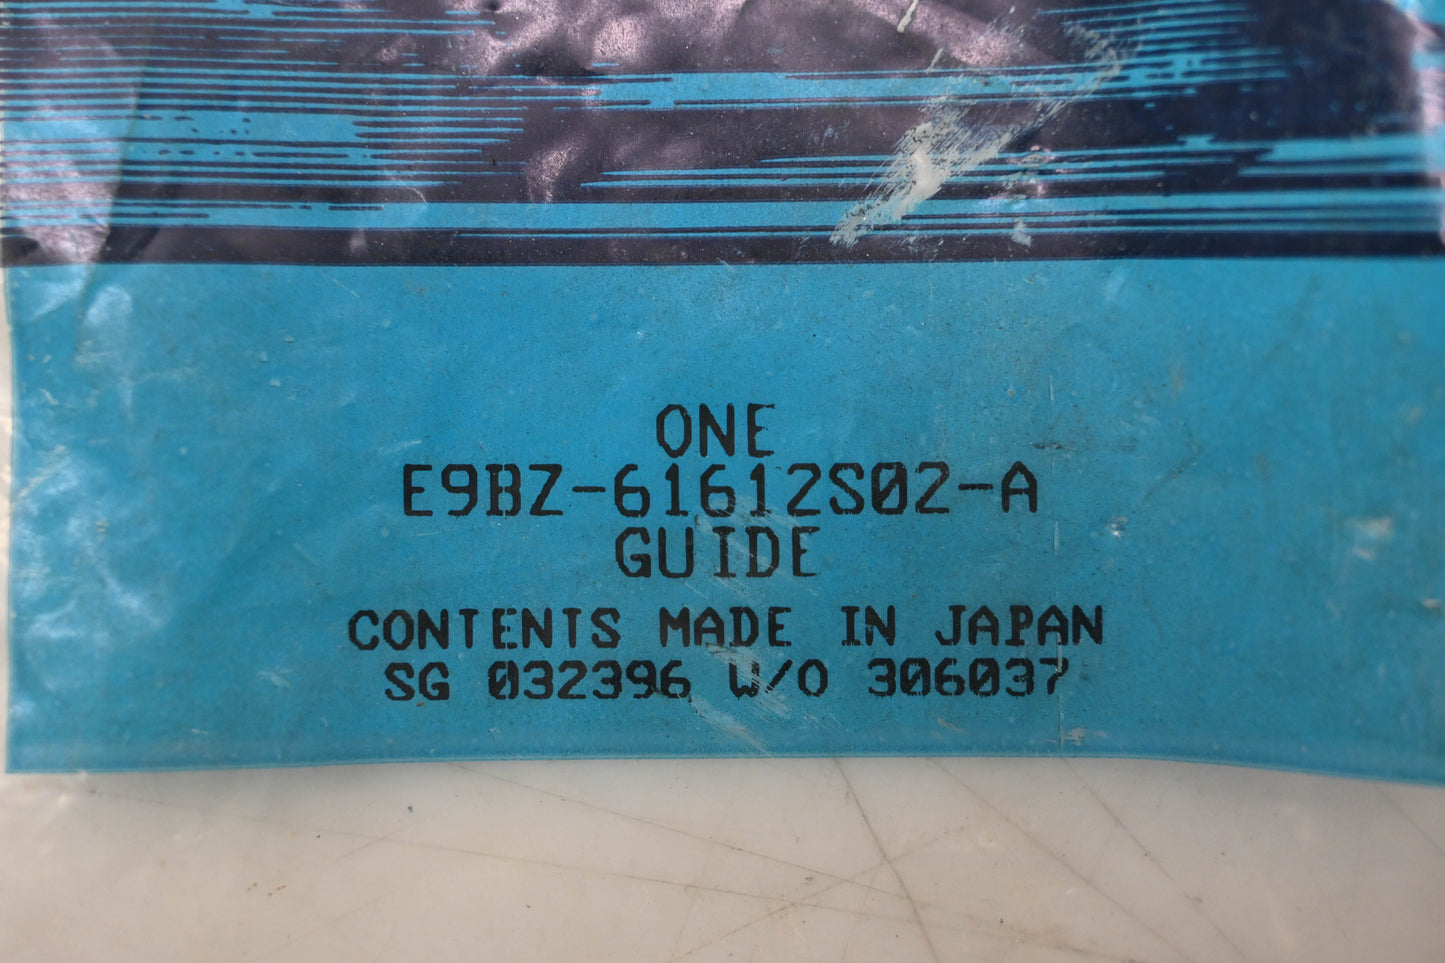 ONE
E9BZ-61612S02-A
GUIDE
CONTENTS MADE IN JAPAN
SG 032396 W/O 306037